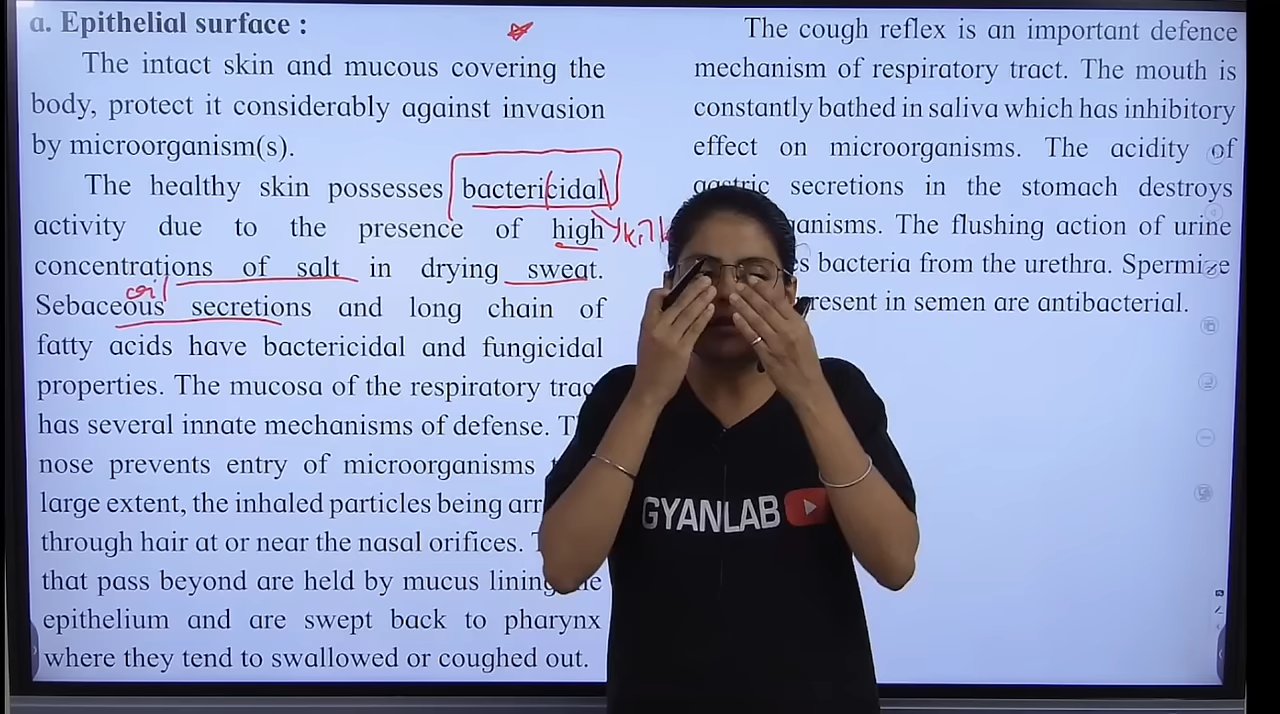 a. Epithelial surface :
The intact skin and mucous covering the
body, protect it considerably against invasion
by microorganism(s).
The healthy skin possesses bactericidal
activity due to the presence of high
kill
concentrations of salt in drying sweat.
oil
Sebaceous secretions and long chain of
fatty acids have bactericidal and fungicidal
properties. The mucosa of the respiratory trac
has several innate mechanisms of defense. T
nose prevents entry of microorganisms
large extent, the inhaled particles being arr
through hair at or near the nasal orifices.
that pass beyond are held by mucus lining
epithelium and are swept back to pharynx
where they tend to swallowed or coughed out.
The cough reflex is an important defence
mechanism of respiratory tract. The mouth is
constantly bathed in saliva which has inhibitory
effect on microorganisms. The acidity of
gastric secretions in the stomach destroys
anisms. The flushing action of urine
s bacteria from the urethra. Spermi e
resent in semen are antibacterial.
GYANLAB